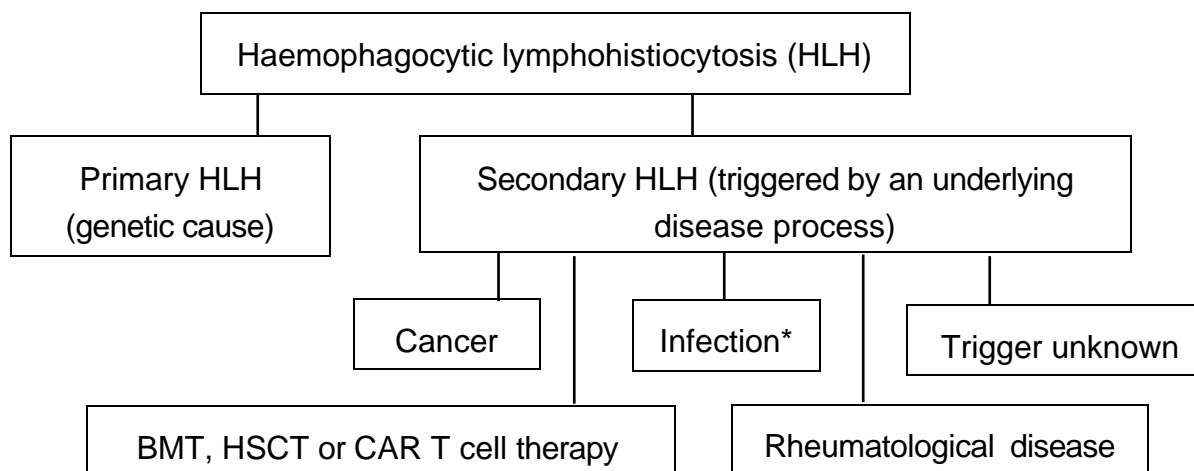 Haemophagocytic lymphohistiocytosis (HLH)
Primary HLH
(genetic cause)
Secondary HLH (triggered by an underlying
disease process)
Cancer
Infection*
Trigger unknown
BMT, HSCT or CAR T cell therapy
Rheumatological disease